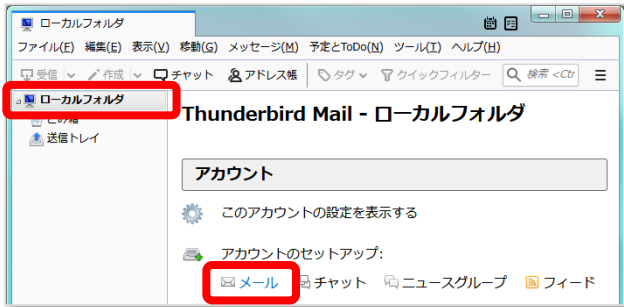 ローカルフォルダ
ファイル(F) 編集(E) 表示(V) 移動(G) メッセージ(M) 予定とToDo(N) ツール(T) ヘルプ(H)
受信 作成 チャット アドレス帳 タグ クイックフィルター 検索 <Ctr
ローカルフォルダ
ごみ箱
送信トレイ
Thunderbird Mail - ローカルフォルダ
アカウント
このアカウントの設定を表示する
アカウントのセットアップ:
メール チャット ニュースグループ フィード